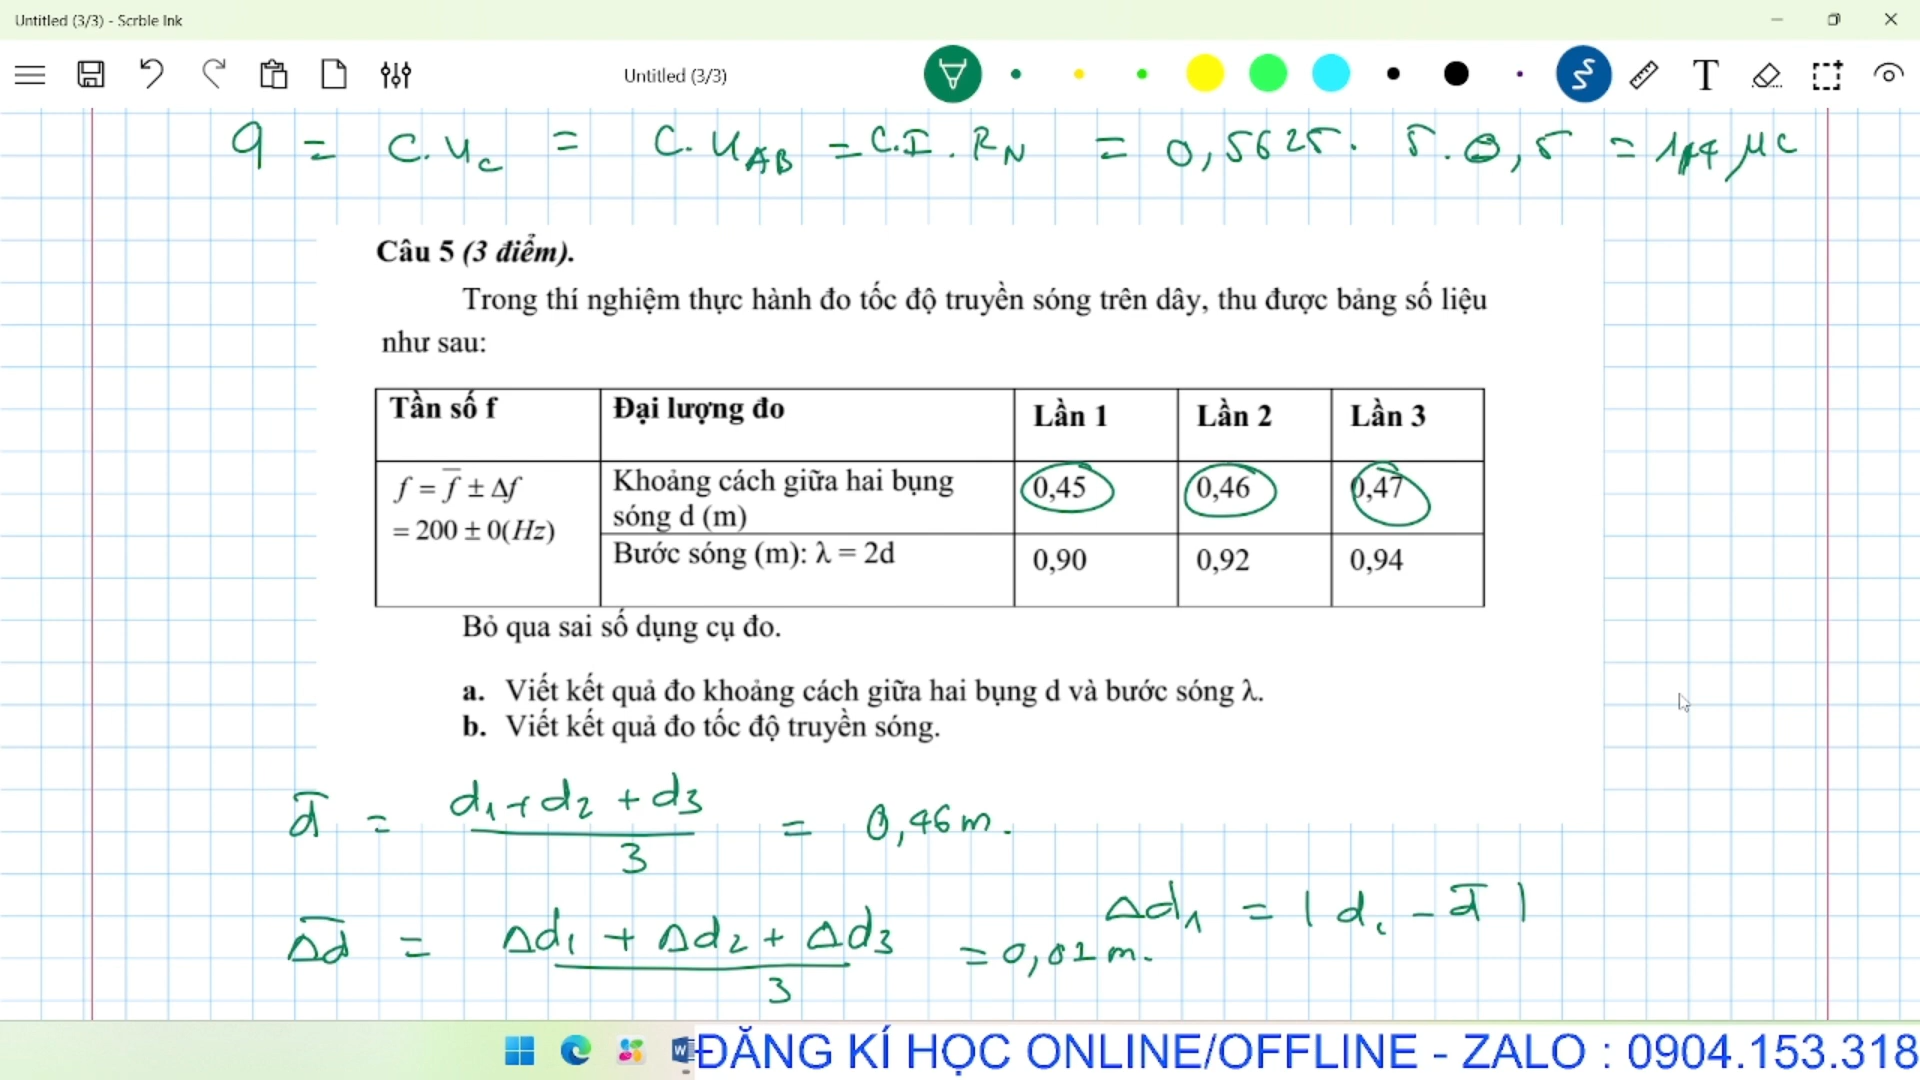 Untitled (3/3) - Scrble Ink
Untitled (3/3)
T
q = C.U_C = C.U_AB = C.I.R_N = 0,5625. 5.0,5 = 1,4 μC
Câu 5 (3 điểm).
Trong thí nghiệm thực hành đo tốc độ truyền sóng trên dây, thu được bảng số liệu
như sau:
Tần số f | Đại lượng đo | Lần 1 | Lần 2 | Lần 3
f = f̅ ± Δf
= 200 ± 0(Hz)
Khoảng cách giữa hai bụng
sóng d (m)
0,45 | 0,46 | 0,47
Bước sóng (m): λ = 2d | 0,90 | 0,92 | 0,94
Bỏ qua sai số dụng cụ đo.
a. Viết kết quả đo khoảng cách giữa hai bụng d và bước sóng λ.
b. Viết kết quả đo tốc độ truyền sóng.
d̅ = (d1 + d2 + d3)/3 = 0,46 m.
Δd̅ = (Δd1 + Δd2 + Δd3)/3 = 0,01 m.
Δd1 = | di - d̅ |
ĐĂNG KÍ HỌC ONLINE/OFFLINE - ZALO : 0904.153.318